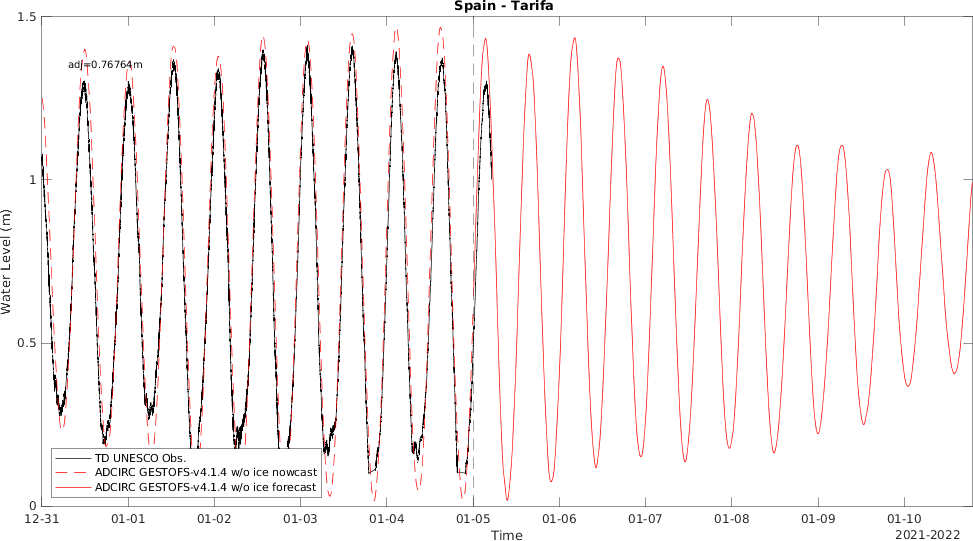 Spain - Tarifa
1.5
adj=0.76764m
1
Water Level (m)
0.5
TD UNESCO Obs.
ADCIRC GESTOFS-v4.1.4 w/o ice nowcast
ADCIRC GESTOFS-v4.1.4 w/o ice forecast
0
12-31 01-01 01-02 01-03 01-04 01-05 01-06 01-07 01-08 01-09 01-10
Time
2021-2022